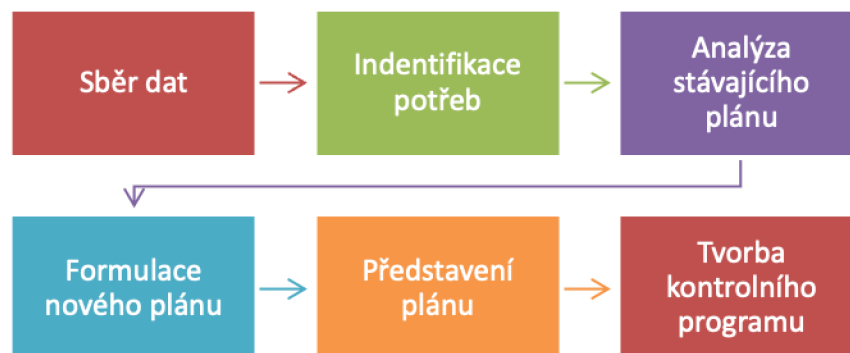 Sběr dat
Indentifikace
potřeb
Analýza
stávajícího
plánu
Formulace
nového plánu
Představení
plánu
Tvorba
kontrolního
programu